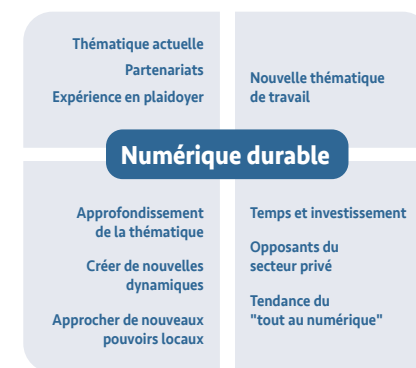 Thématique actuelle
Partenariats
Expérience en plaidoyer
Nouvelle thématique
de travail
Numérique durable
Approfondissement
de la thématique
Créer de nouvelles
dynamiques
Approcher de nouveaux
pouvoirs locaux
Temps et investissement
Opposants du
secteur privé
Tendance du
"tout au numérique"